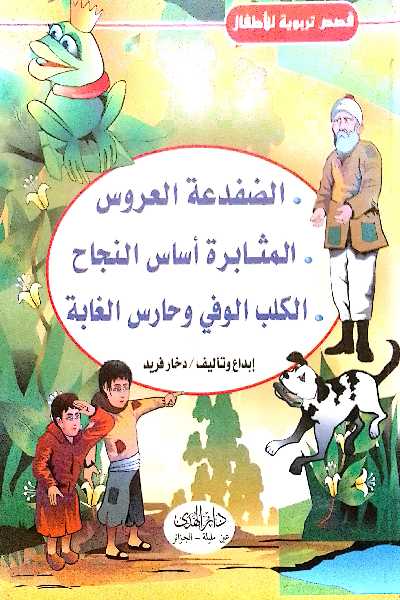 قصص تربوية للأطفال
. الضفدعة العروس
. المثابرة أساس النجاح
. الكلب الوفي وحارس الغابة
إبداع وتأليف/ دخار فريد
دار الهدى
عين مليلة - الجزائر